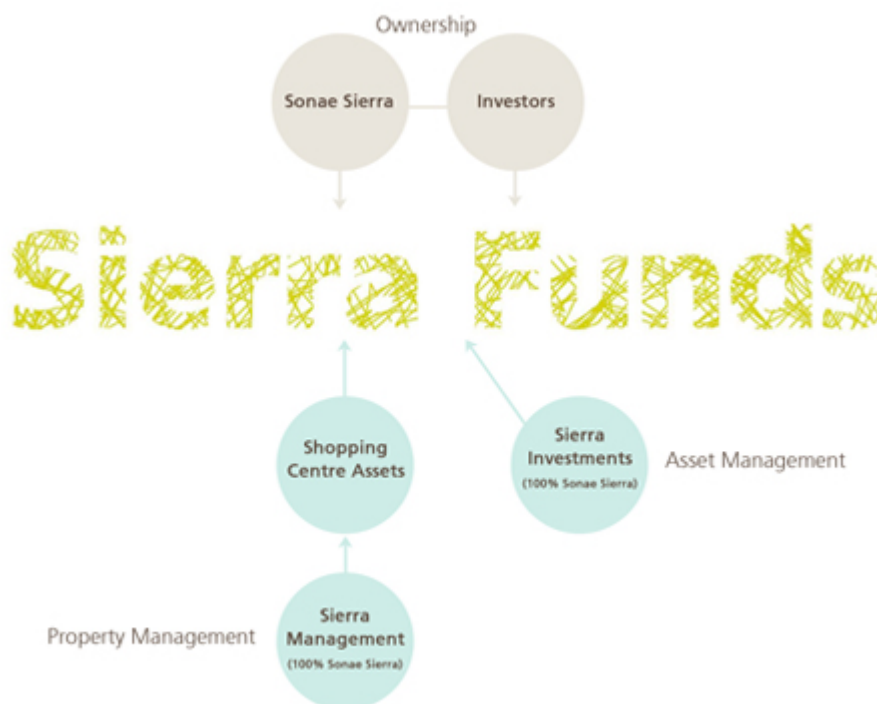 Ownership
Sonae Sierra
Investors
Sierra Funds
Shopping
Centre Assets
Sierra
Investments
(100% Sonae Sierra)
Asset Management
Property Management
Sierra
Management
(100% Sonae Sierra)